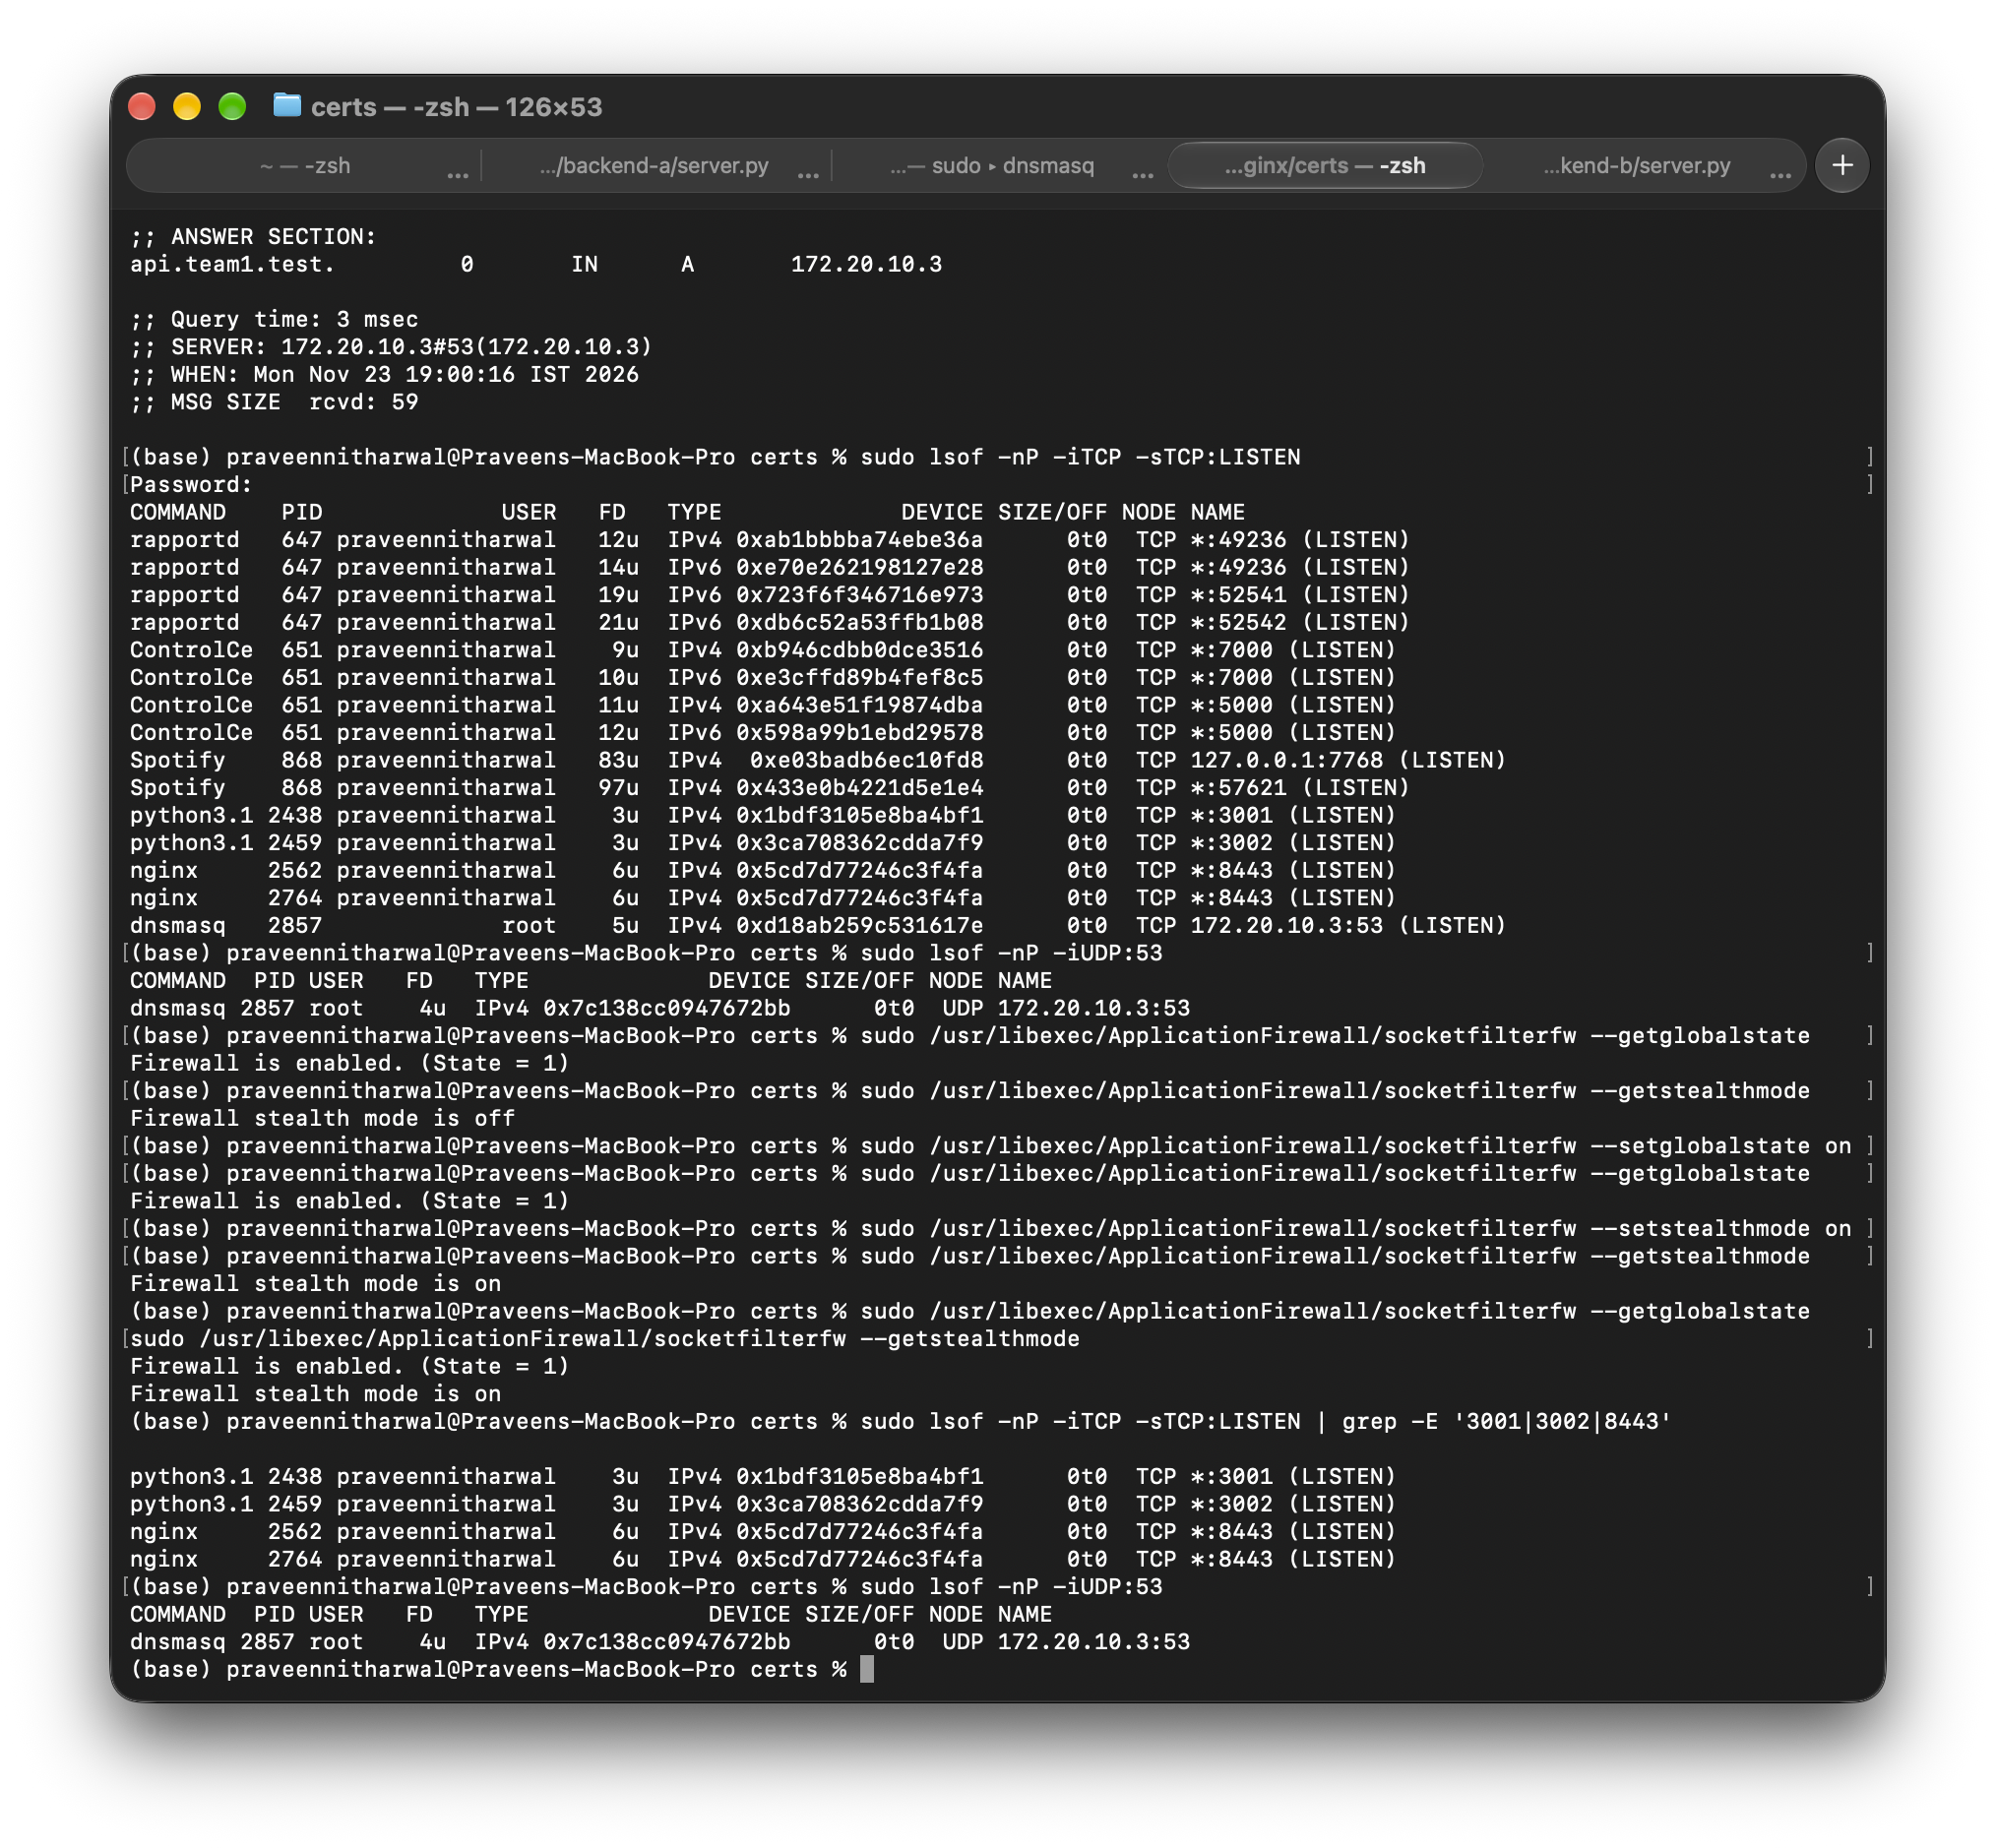 certs — -zsh — 126×53
~ — -zsh ... .../backend-a/server.py ... ...— sudo ▸ dnsmasq ... ...ginx/certs — -zsh ...kend-b/server.py ... +
;; ANSWER SECTION:
api.team1.test. 0 IN A 172.20.10.3
;; Query time: 3 msec
;; SERVER: 172.20.10.3#53(172.20.10.3)
;; WHEN: Mon Nov 23 19:00:16 IST 2026
;; MSG SIZE rcvd: 59
[(base) praveennitharwal@Praveens-MacBook-Pro certs % sudo lsof -nP -iTCP -sTCP:LISTEN ]
[Password: ]
COMMAND PID USER FD TYPE DEVICE SIZE/OFF NODE NAME
rapportd 647 praveennitharwal 12u IPv4 0xab1bbbba74ebe36a 0t0 TCP *:49236 (LISTEN)
rapportd 647 praveennitharwal 14u IPv6 0xe70e262198127e28 0t0 TCP *:49236 (LISTEN)
rapportd 647 praveennitharwal 19u IPv6 0x723f6f346716e973 0t0 TCP *:52541 (LISTEN)
rapportd 647 praveennitharwal 21u IPv6 0xdb6c52a53ffb1b08 0t0 TCP *:52542 (LISTEN)
ControlCe 651 praveennitharwal 9u IPv4 0xb946cdbb0dce3516 0t0 TCP *:7000 (LISTEN)
ControlCe 651 praveennitharwal 10u IPv6 0xe3cffd89b4fef8c5 0t0 TCP *:7000 (LISTEN)
ControlCe 651 praveennitharwal 11u IPv4 0xa643e51f19874dba 0t0 TCP *:5000 (LISTEN)
ControlCe 651 praveennitharwal 12u IPv6 0x598a99b1ebd29578 0t0 TCP *:5000 (LISTEN)
Spotify 868 praveennitharwal 83u IPv4 0xe03badb6ec10fd8 0t0 TCP 127.0.0.1:7768 (LISTEN)
Spotify 868 praveennitharwal 97u IPv4 0x433e0b4221d5e1e4 0t0 TCP *:57621 (LISTEN)
python3.1 2438 praveennitharwal 3u IPv4 0x1bdf3105e8ba4bf1 0t0 TCP *:3001 (LISTEN)
python3.1 2459 praveennitharwal 3u IPv4 0x3ca708362cdda7f9 0t0 TCP *:3002 (LISTEN)
nginx 2562 praveennitharwal 6u IPv4 0x5cd7d77246c3f4fa 0t0 TCP *:8443 (LISTEN)
nginx 2764 praveennitharwal 6u IPv4 0x5cd7d77246c3f4fa 0t0 TCP *:8443 (LISTEN)
dnsmasq 2857 root 5u IPv4 0xd18ab259c531617e 0t0 TCP 172.20.10.3:53 (LISTEN)
[(base) praveennitharwal@Praveens-MacBook-Pro certs % sudo lsof -nP -iUDP:53 ]
COMMAND PID USER FD TYPE DEVICE SIZE/OFF NODE NAME
dnsmasq 2857 root 4u IPv4 0x7c138cc0947672bb 0t0 UDP 172.20.10.3:53
[(base) praveennitharwal@Praveens-MacBook-Pro certs % sudo /usr/libexec/ApplicationFirewall/socketfilterfw --getglobalstate ]
Firewall is enabled. (State = 1)
[(base) praveennitharwal@Praveens-MacBook-Pro certs % sudo /usr/libexec/ApplicationFirewall/socketfilterfw --getstealthmode ]
Firewall stealth mode is off
[(base) praveennitharwal@Praveens-MacBook-Pro certs % sudo /usr/libexec/ApplicationFirewall/socketfilterfw --setglobalstate on ]
[(base) praveennitharwal@Praveens-MacBook-Pro certs % sudo /usr/libexec/ApplicationFirewall/socketfilterfw --getglobalstate ]
Firewall is enabled. (State = 1)
[(base) praveennitharwal@Praveens-MacBook-Pro certs % sudo /usr/libexec/ApplicationFirewall/socketfilterfw --setstealthmode on ]
[(base) praveennitharwal@Praveens-MacBook-Pro certs % sudo /usr/libexec/ApplicationFirewall/socketfilterfw --getstealthmode ]
Firewall stealth mode is on
(base) praveennitharwal@Praveens-MacBook-Pro certs % sudo /usr/libexec/ApplicationFirewall/socketfilterfw --getglobalstate
[sudo /usr/libexec/ApplicationFirewall/socketfilterfw --getstealthmode ]
Firewall is enabled. (State = 1)
Firewall stealth mode is on
(base) praveennitharwal@Praveens-MacBook-Pro certs % sudo lsof -nP -iTCP -sTCP:LISTEN | grep -E '3001|3002|8443'
python3.1 2438 praveennitharwal 3u IPv4 0x1bdf3105e8ba4bf1 0t0 TCP *:3001 (LISTEN)
python3.1 2459 praveennitharwal 3u IPv4 0x3ca708362cdda7f9 0t0 TCP *:3002 (LISTEN)
nginx 2562 praveennitharwal 6u IPv4 0x5cd7d77246c3f4fa 0t0 TCP *:8443 (LISTEN)
nginx 2764 praveennitharwal 6u IPv4 0x5cd7d77246c3f4fa 0t0 TCP *:8443 (LISTEN)
[(base) praveennitharwal@Praveens-MacBook-Pro certs % sudo lsof -nP -iUDP:53 ]
COMMAND PID USER FD TYPE DEVICE SIZE/OFF NODE NAME
dnsmasq 2857 root 4u IPv4 0x7c138cc0947672bb 0t0 UDP 172.20.10.3:53
(base) praveennitharwal@Praveens-MacBook-Pro certs %